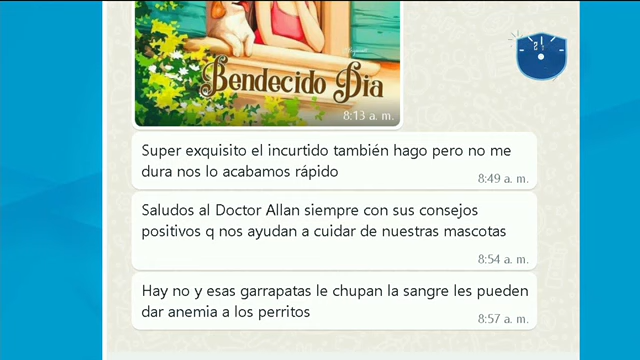 Bendecido Dia
8:13 a. m.
Super exquisito el incurtido también hago pero no me
dura nos lo acabamos rápido
8:49 a. m.
Saludos al Doctor Allan siempre con sus consejos
positivos q nos ayudan a cuidar de nuestras mascotas
8:54 a. m.
Hay no y esas garrapatas le chupan la sangre les pueden
dar anemia a los perritos
8:57 a. m.